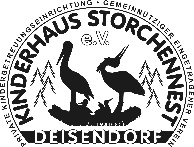 PRIVATE KINDERBETREUUNGSEINRICHTUNG · GEMEINNÜTZIGER EINGETRAGENER VEREIN
KINDERHAUS STORCHENNEST
e.V.
DEISENDORF